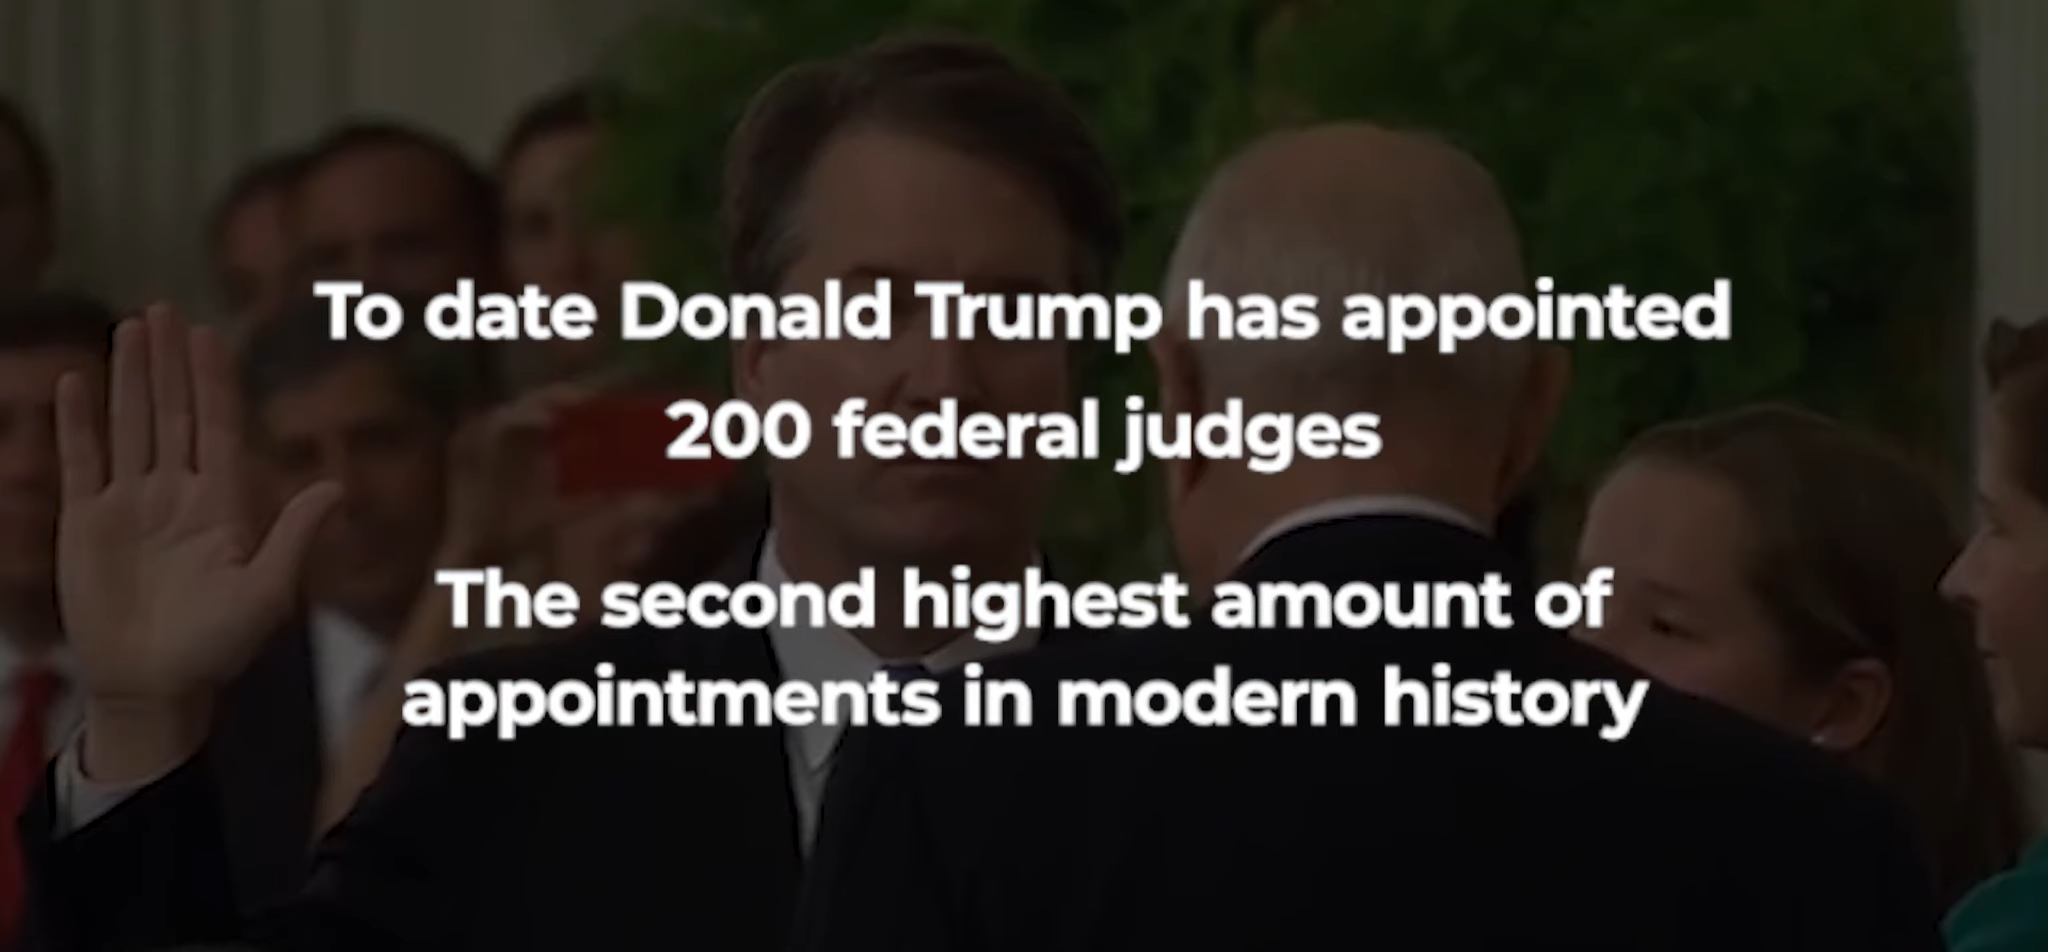 To date Donald Trump has appointed
200 federal judges
The second highest amount of
appointments in modern history